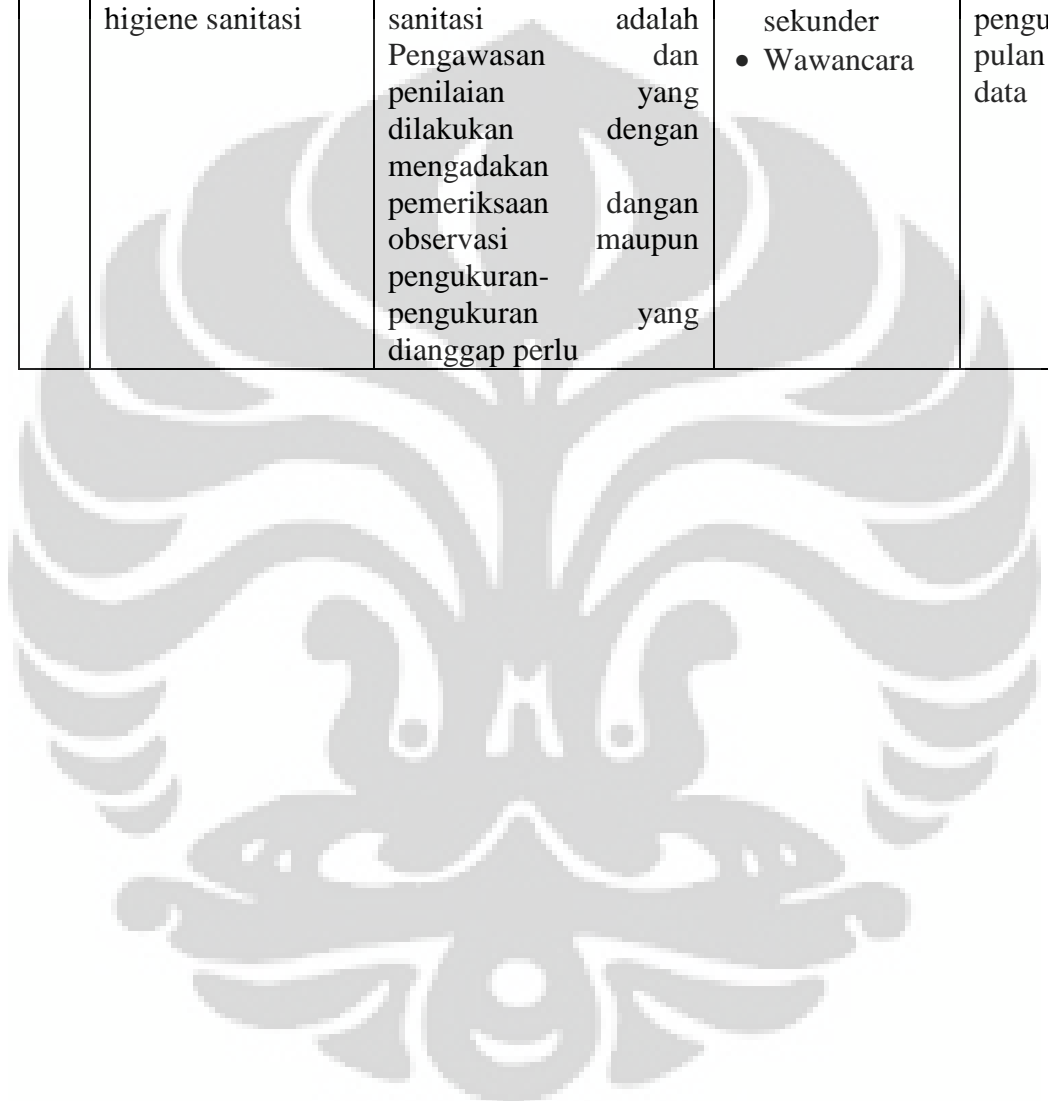 higiene sanitasi
sanitasi adalah
Pengawasan dan
penilaian yang
dilakukan dengan
mengadakan
pemeriksaan dangan
observasi maupun
pengukuran-
pengukuran yang
dianggap perlu
sekunder
• Wawancara
pengu
pulan
data